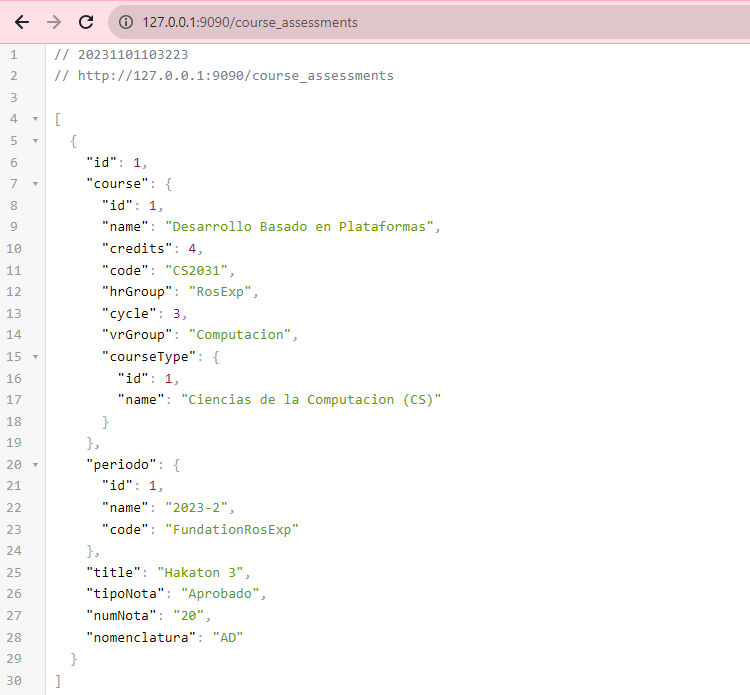 127.0.0.1:9090/course_assessments
1 // 20231101103223
2 // http://127.0.0.1:9090/course_assessments
3
4 [
5 {
6 "id": 1,
7 "course": {
8 "id": 1,
9 "name": "Desarrollo Basado en Plataformas",
10 "credits": 4,
11 "code": "CS2031",
12 "hrGroup": "RosExp",
13 "cycle": 3,
14 "vrGroup": "Computacion",
15 "courseType": {
16 "id": 1,
17 "name": "Ciencias de la Computacion (CS)"
18 }
19 },
20 "periodo": {
21 "id": 1,
22 "name": "2023-2",
23 "code": "FundationRosExp"
24 },
25 "title": "Hakaton 3",
26 "tipoNota": "Aprobado",
27 "numNota": "20",
28 "nomenclatura": "AD"
29 }
30 ]